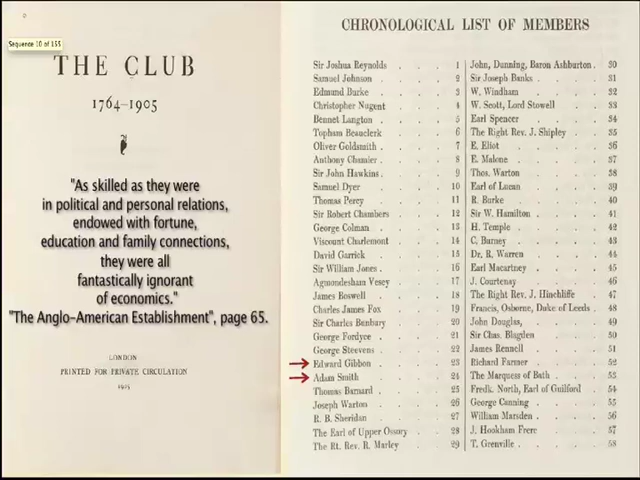 Sequence 10 of 155
THE CLUB
1764–1905
"As skilled as they were
in political and personal relations,
endowed with fortune,
education and family connections,
they were all
fantastically ignorant
of economics."
"The Anglo-American Establishment", page 65.
LONDON
PRINTED FOR PRIVATE CIRCULATION
1905
CHRONOLOGICAL LIST OF MEMBERS
Sir Joshua Reynolds . . . 1
Samuel Johnson . . . 2
Edmund Burke . . . 3
Christopher Nugent . . . 4
Bennet Langton . . . 5
Topham Beauclerk . . . 6
Oliver Goldsmith . . . 7
Anthony Chamier . . . 8
Sir John Hawkins . . . 9
Samuel Dyer . . . 10
Thomas Percy . . . 11
Sir Robert Chambers . . . 12
George Colman . . . 13
Viscount Charlemont . . . 14
David Garrick . . . 15
Sir William Jones . . . 16
Agmondesham Vesey . . . 17
James Boswell . . . 18
Charles James Fox . . . 19
Sir Charles Bunbury . . . 20
George Fordyce . . . 21
George Steevens . . . 22
Edward Gibbon . . . 23
Adam Smith . . . 24
Thomas Barnard . . . 25
Joseph Warton . . . 26
R. B. Sheridan . . . 27
The Earl of Upper Ossory . . . 28
The Rt. Rev. R. Marley . . . 29
John, Dunning, Baron Ashburton . 30
Sir Joseph Banks . . . 31
W. Windham . . . 32
W. Scott, Lord Stowell . . . 33
Earl Spencer . . . 34
The Right Rev. J. Shipley . . . 35
E. Eliot . . . 36
E. Malone . . . 37
Thos. Warton . . . 38
Earl of Lucan . . . 39
R. Burke . . . 40
Sir W. Hamilton . . . 41
H. Temple . . . 42
C. Burney . . . 43
Dr. R. Warren . . . 44
Earl Macartney . . . 45
J. Courtenay . . . 46
The Right Rev. J. Hinchliffe . . . 47
Francis, Osborne, Duke of Leeds . 48
John Douglas, . . . 49
Sir Chas. Blagden . . . 50
James Rennell . . . 51
Richard Farmer . . . 52
The Marquess of Bath . . . 53
Fredk. North, Earl of Guilford . . 54
George Canning . . . 55
William Marsden . . . 56
J. Hookham Frere . . . 57
T. Grenville . . . 58